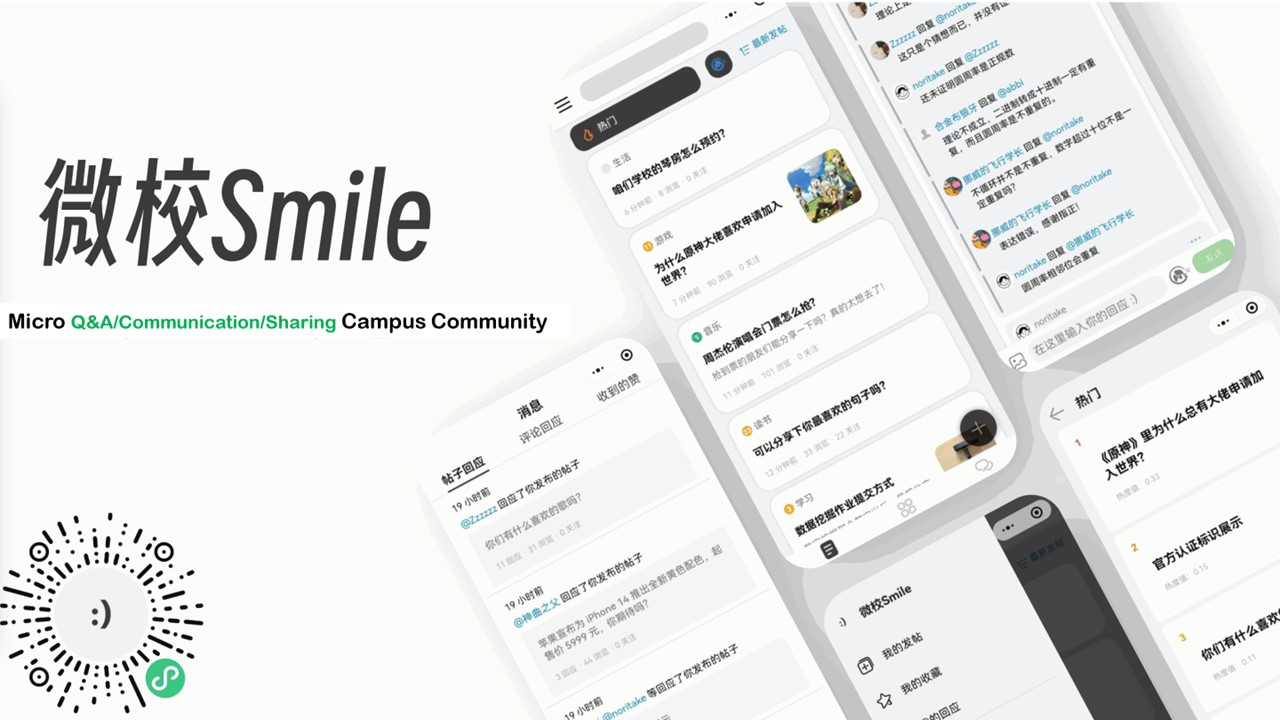 微校Smile
Micro Q&A/Communication/Sharing Campus Community
:)
消息
帖子回应
评论回应
收到的赞
19 小时前
@Zzzzzz 回应了你发布的帖子
你们有什么喜欢的歌吗?
11 回应 · 31 浏览 · 0 关注
19 小时前
@神曲之父 回应了你发布的帖子
苹果宣布为 iPhone 14 推出全新黄色配色，起
售价 5999 元，你期待吗?
3 回应 · 44 浏览 · 0 关注
19 小时前
@noritake 等回应了你发布的帖子
热门
最新发帖
生活
咱们学校的琴房怎么预约?
6 分钟前 · 8 浏览 · 0 关注
游戏
为什么原神大佬喜欢申请加入
世界?
7 分钟前 · 90 浏览 · 0 关注
音乐
周杰伦演唱会门票怎么抢?
抢到票的朋友们能分享一下吗？真的太想去了!
11 分钟前 · 101 浏览 · 0 关注
读书
可以分享下你最喜欢的句子吗?
12 分钟前 · 33 浏览 · 22 关注
学习
数据挖掘作业提交方式
Zzzzzz 回复 @noritake
这只是个猜想而已，并没有证
noritake 回复 @Zzzzzz
还未证明圆周率是正规数
合金布狼牙 回复 @abbi
理论不成立，二进制转成十进制一定有重
复，而且圆周率是不重复的。
挪威的飞行学长 回复 @noritake
不循环并不是不重复，数字超过十位不是一
定重复吗?
挪威的飞行学长 回复 @noritake
表达错误，感谢指正!
noritake 回复 @挪威的飞行学长
圆周率相邻位会重复
noritake
在这里输入你的回应 :)
发送
:)
微校Smile
我的发帖
我的收藏
最新发帖
热门
1
《原神》里为什么总有大佬申请加
入世界?
热度值 · 0.33
2
官方认证标识展示
热度值 · 0.15
3
你们有什么喜欢
热度值 · 0.11